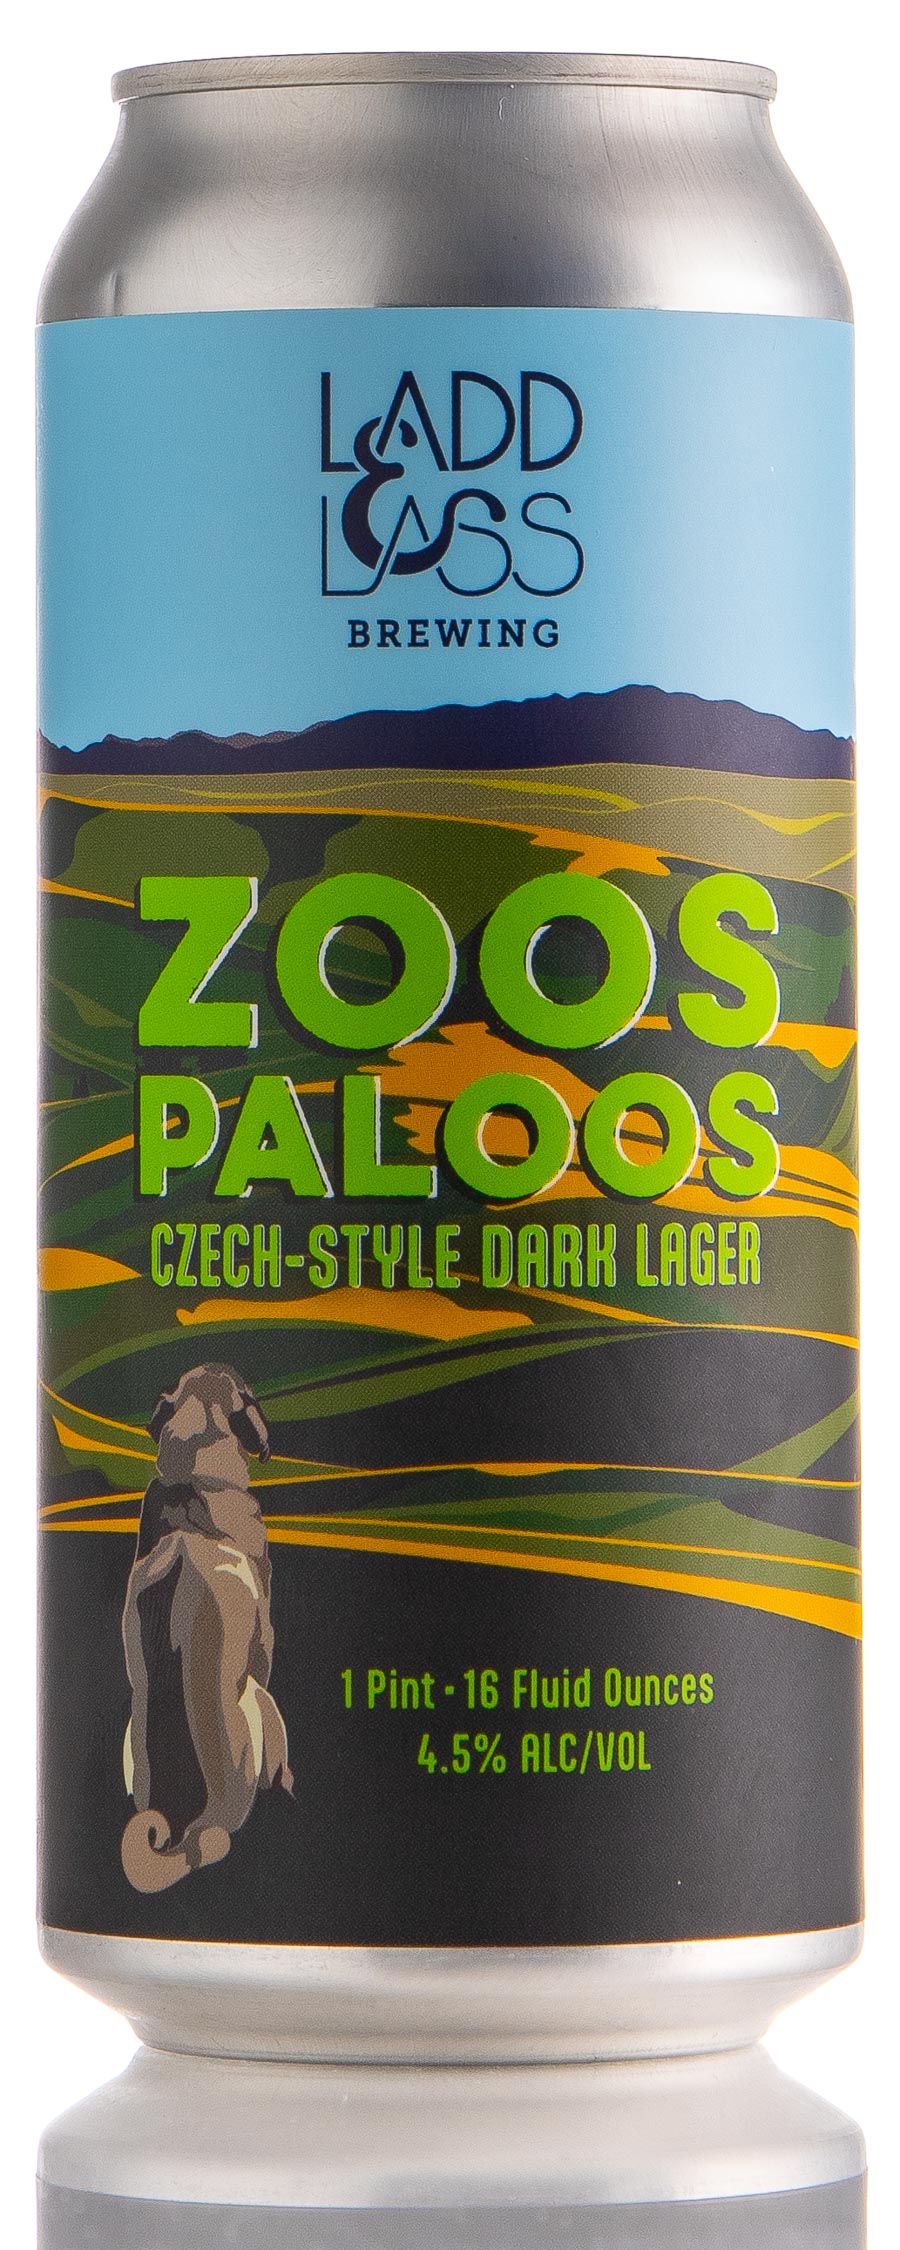 LADD
&
LASS
BREWING
ZOOS
PALOOS
CZECH-STYLE DARK LAGER
1 Pint · 16 Fluid Ounces
4.5% ALC/VOL